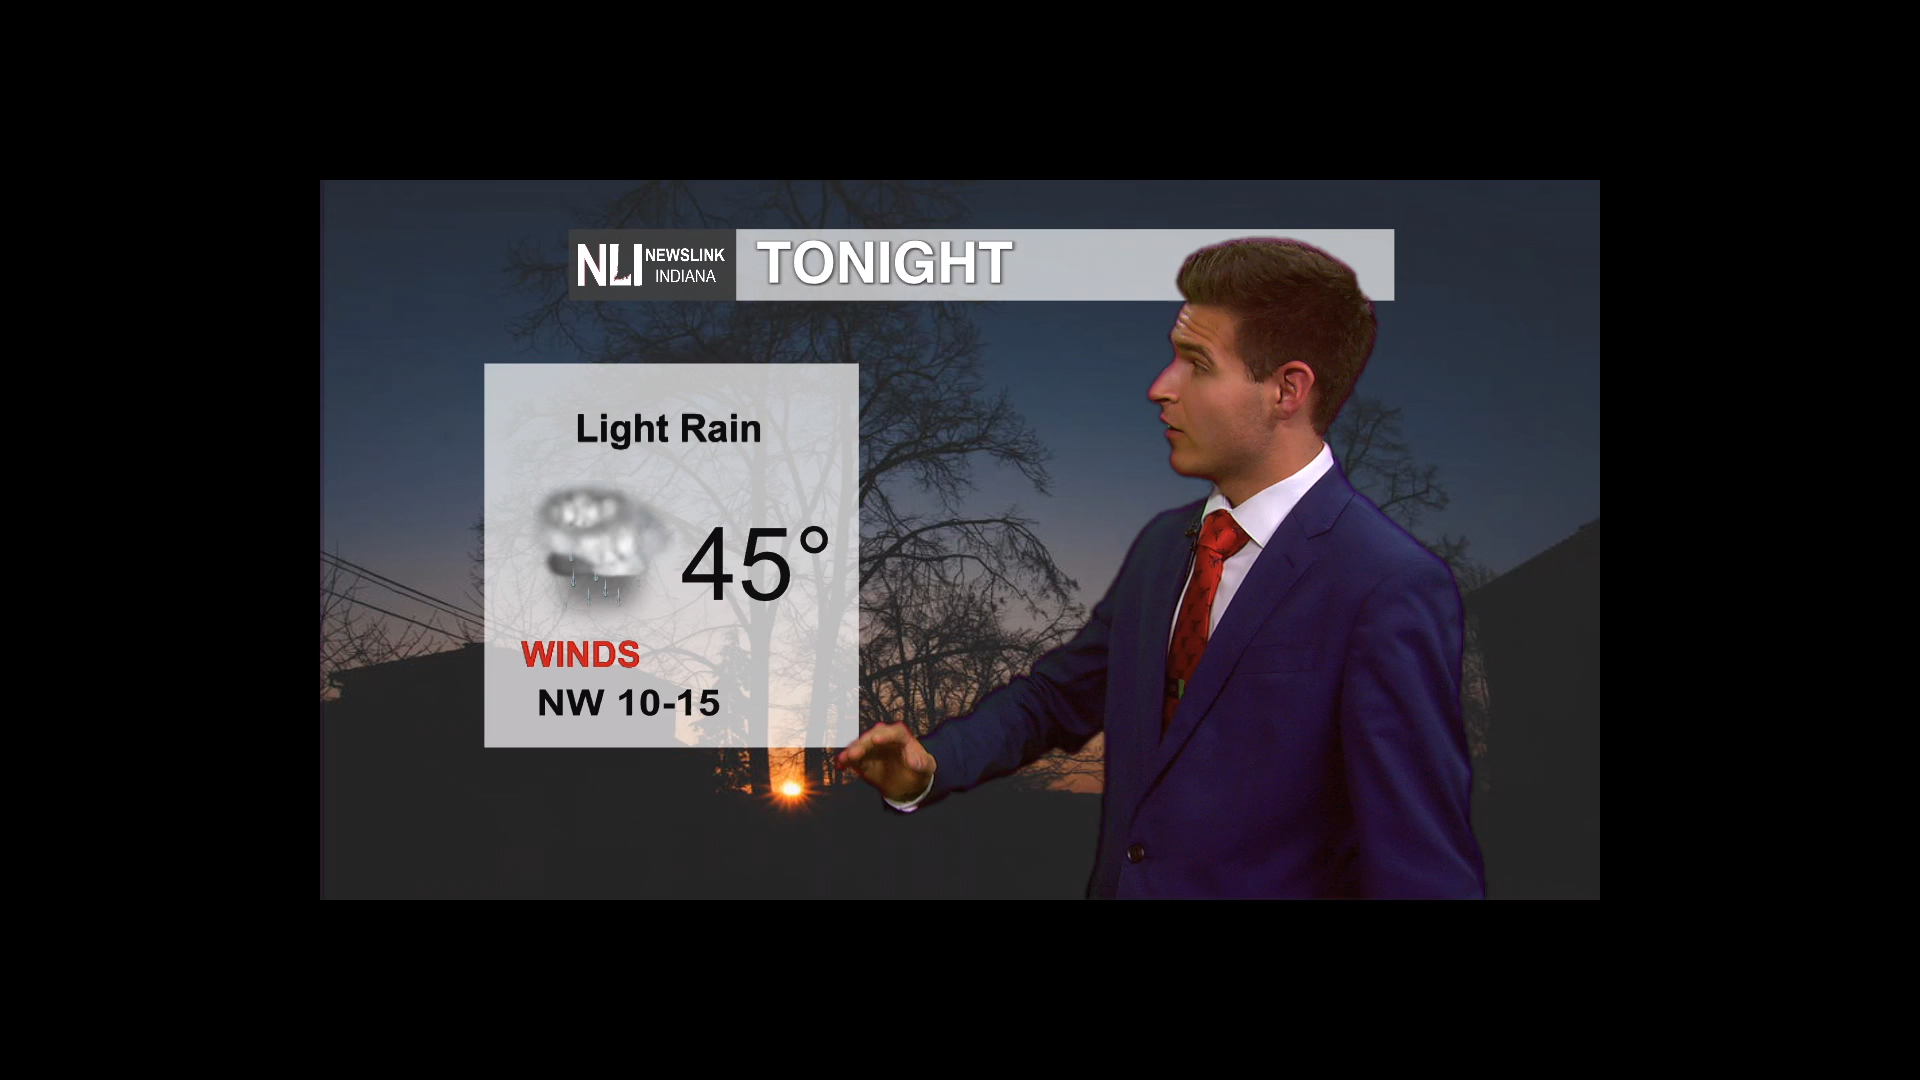 NLI NEWSLINK
INDIANA
TONIGHT
Light Rain
45°
WINDS
NW 10-15